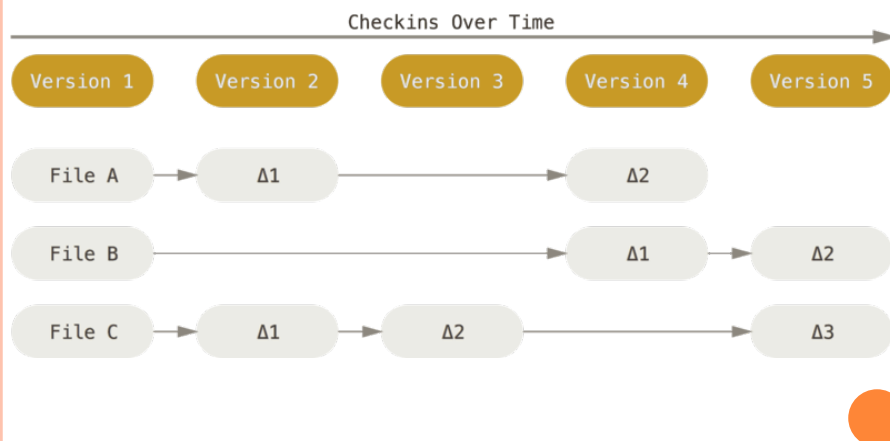 Checkins Over Time
Version 1 Version 2 Version 3 Version 4 Version 5
File A Δ1 Δ2
File B Δ1 Δ2
File C Δ1 Δ2 Δ3